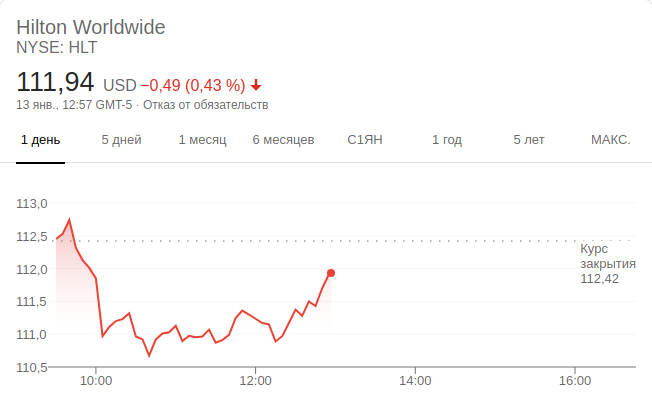 Hilton Worldwide
NYSE: HLT
111,94 USD −0,49 (0,43 %)
13 янв., 12:57 GMT-5 · Отказ от обязательств
1 день 5 дней 1 месяц 6 месяцев С1ЯН 1 год 5 лет МАКС.
113,0
112,5
Курс
закрытия
112,42
112,0
111,5
111,0
110,5
10:00 12:00 14:00 16:00